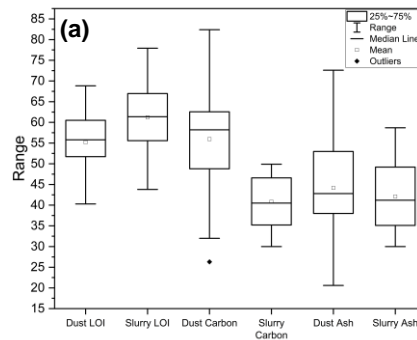 (a)
25%~75%
Range
Median Line
Mean
Outliers
Range
85
80
75
70
65
60
55
50
45
40
35
30
25
20
15
Dust LOI
Slurry LOI
Dust Carbon
Slurry
Carbon
Dust Ash
Slurry Ash